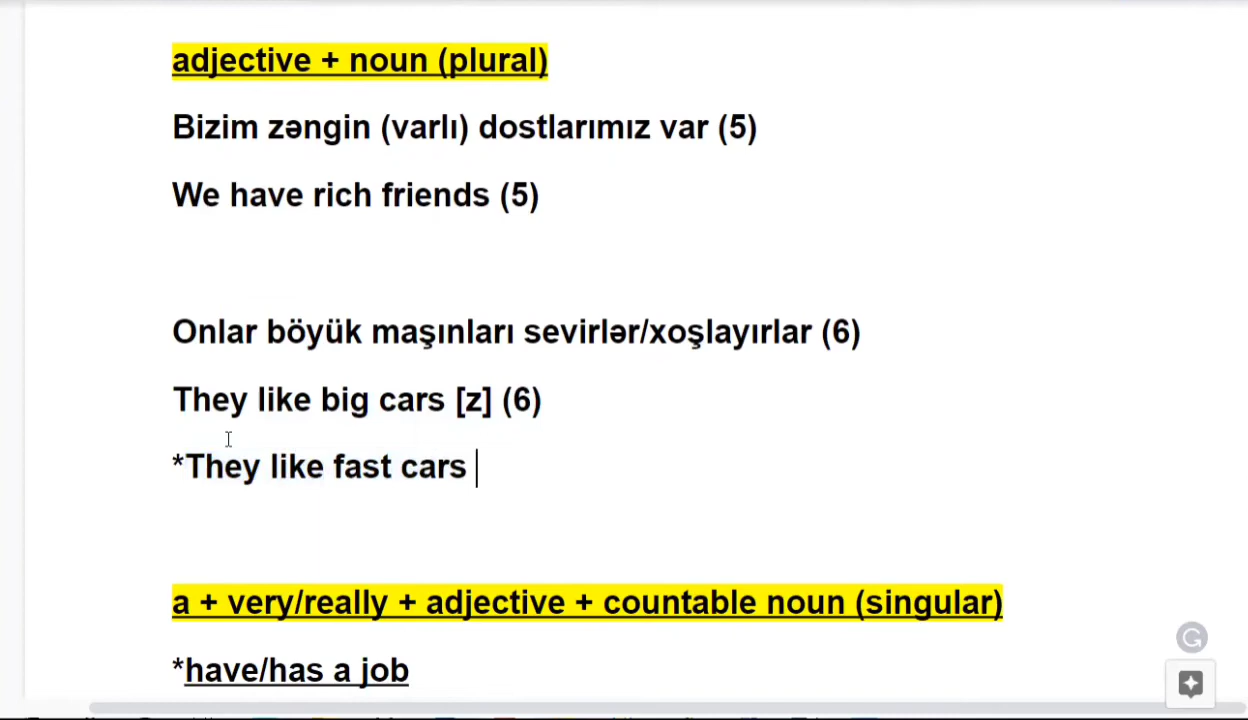 adjective + noun (plural)
Bizim zəngin (varlı) dostlarımız var (5)
We have rich friends (5)
Onlar böyük maşınları sevirlər/xoşlayırlar (6)
They like big cars [z] (6)
*They like fast cars
a + very/really + adjective + countable noun (singular)
*have/has a job